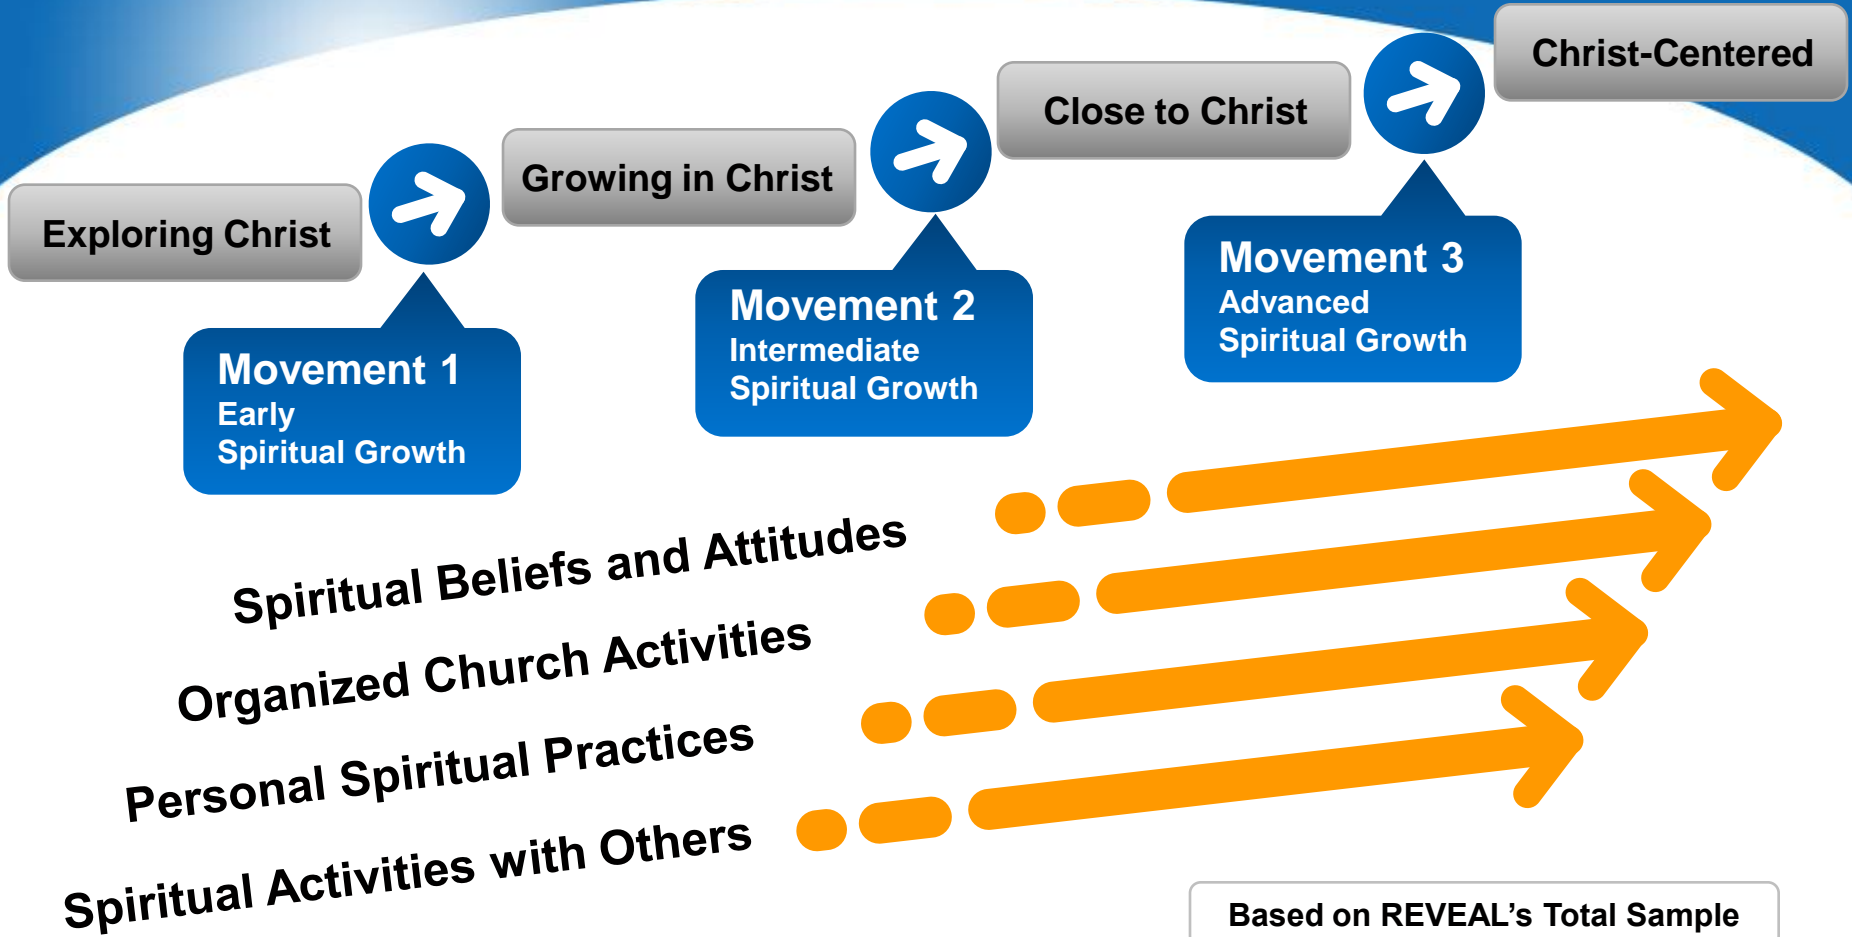 Exploring Christ
Growing in Christ
Close to Christ
Christ-Centered
Movement 1
Early
Spiritual Growth
Movement 2
Intermediate
Spiritual Growth
Movement 3
Advanced
Spiritual Growth
Spiritual Beliefs and Attitudes
Organized Church Activities
Personal Spiritual Practices
Spiritual Activities with Others
Based on REVEAL's Total Sample